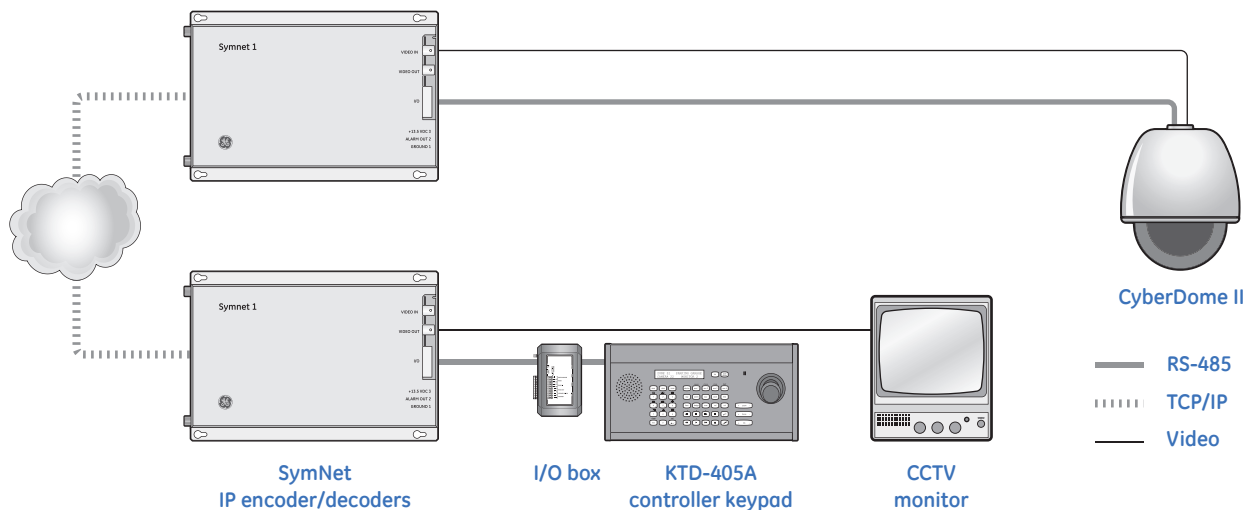 Symnet 1
VIDEO IN
VIDEO OUT
I/O
+13.5 VDC 3
ALARM OUT 2
GROUND 1
CyberDome II
Symnet 1
VIDEO IN
VIDEO OUT
I/O
+13.5 VDC 3
ALARM OUT 2
GROUND 1
RS-485
TCP/IP
Video
SymNet
IP encoder/decoders
I/O box
KTD-405A
controller keypad
CCTV
monitor